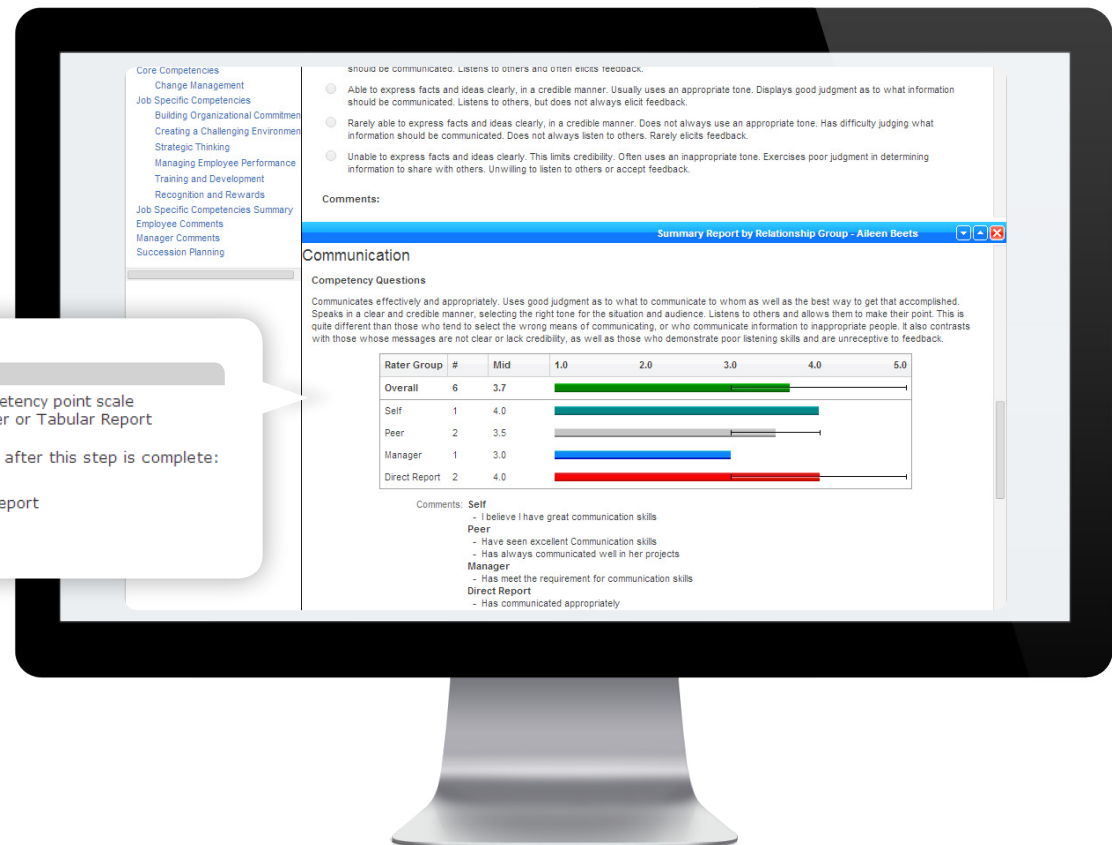 Core Competencies
Change Management
Job Specific Competencies
Building Organizational Commitmen
Creating a Challenging Environmen
Strategic Thinking
Managing Employee Performance
Training and Development
Recognition and Rewards
Job Specific Competencies Summary
Employee Comments
Manager Comments
Succession Planning
should be communicated. Listens to others and often elicits feedback.
Able to express facts and ideas clearly, in a credible manner. Usually uses an appropriate tone. Displays good judgment as to what information
should be communicated. Listens to others, but does not always elicit feedback.
Rarely able to express facts and ideas clearly, in a credible manner. Does not always use an appropriate tone. Has difficulty judging what
information should be communicated. Does not always listen to others. Rarely elicits feedback.
Unable to express facts and ideas clearly. This limits credibility. Often uses an inappropriate tone. Exercises poor judgment in determining
information to share with others. Unwilling to listen to others or accept feedback.
Comments:
Summary Report by Relationship Group - Aileen Beets
Communication
Competency Questions
Communicates effectively and appropriately. Uses good judgment as to what to communicate to whom as well as the best way to get that accomplished.
Speaks in a clear and credible manner, selecting the right tone for the situation and audience. Listens to others and allows them to make their point. This is
quite different than those who tend to select the wrong means of communicating, or who communicate information to inappropriate people. It also contrasts
with those whose messages are not clear or lack credibility, as well as those who demonstrate poor listening skills and are unreceptive to feedback.
Rater Group # Mid 1.0 2.0 3.0 4.0 5.0
Overall 6 3.7
Self 1 4.0
Peer 2 3.5
Manager 1 3.0
Direct Report 2 4.0
Comments: Self
- I believe I have great communication skills
Peer
- Have seen excellent Communication skills
- Has always communicated well in her projects
Manager
- Has meet the requirement for communication skills
Direct Report
- Has communicated appropriately
etency point scale
er or Tabular Report
after this step is complete:
eport